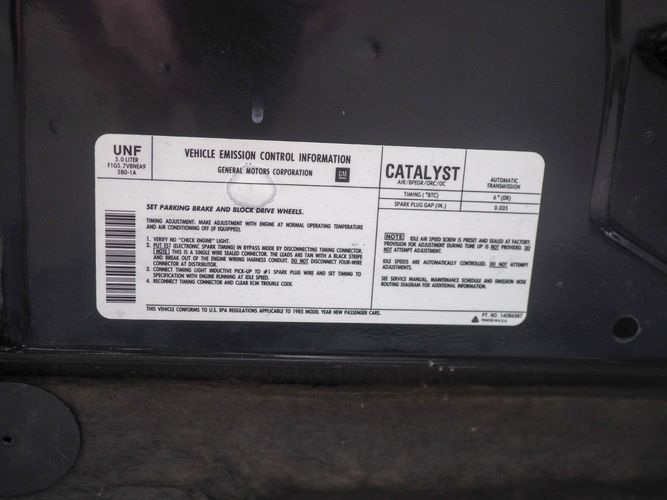 UNF
5.0 LITER
F1G5.7V8NEA9
5B0-1A
VEHICLE EMISSION CONTROL INFORMATION
GENERAL MOTORS CORPORATION
GM
CATALYST
AIR/BPEGR/ORC/OC
AUTOMATIC
TRANSMISSION
TIMING (°BTC)
6° (DR)
SPARK PLUG GAP (IN.)
0.035
SET PARKING BRAKE AND BLOCK DRIVE WHEELS.
TIMING ADJUSTMENT: MAKE ADJUSTMENT WITH ENGINE AT NORMAL OPERATING TEMPERATURE
AND AIR CONDITIONING OFF (IF EQUIPPED).
1. VERIFY NO "CHECK ENGINE" LIGHT.
2. PUT EST (ELECTRONIC SPARK TIMING) IN BYPASS MODE BY DISCONNECTING TIMING CONNECTOR.
NOTE THIS IS A SINGLE WIRE SEALED CONNECTOR. THE LEADS ARE TAN WITH A BLACK STRIPE
AND BREAK OUT OF THE ENGINE WIRING HARNESS CONDUIT. DO NOT DISCONNECT FOUR-WIRE
CONNECTOR AT DISTRIBUTOR.
3. CONNECT TIMING LIGHT INDUCTIVE PICK-UP TO #1 SPARK PLUG WIRE AND SET TIMING TO
SPECIFICATION WITH ENGINE RUNNING AT IDLE SPEED.
4. RECONNECT TIMING CONNECTOR AND CLEAR ECM TROUBLE CODE.
NOTE IDLE AIR SPEED SCREW IS PRESET AND SEALED AT FACTORY.
PROVISION FOR ADJUSTMENT DURING TUNE UP IS NOT PROVIDED. DO
NOT ATTEMPT ADJUSTMENT.
IDLE SPEEDS ARE AUTOMATICALLY CONTROLLED. DO NOT ATTEMPT
ADJUSTMENTS.
SEE SERVICE MANUAL, MAINTENANCE SCHEDULE AND EMISSION HOSE
ROUTING DIAGRAM FOR ADDITIONAL INFORMATION.
THIS VEHICLE CONFORMS TO U.S. EPA REGULATIONS APPLICABLE TO 1985 MODEL YEAR NEW PASSENGER CARS.
PT. NO. 14086587
PRINTED IN U.S.A.